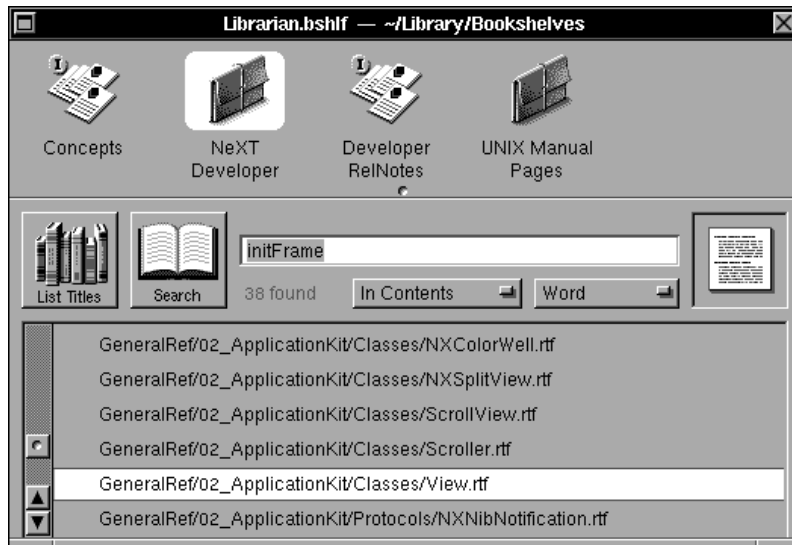 Librarian.bshlf — ~/Library/Bookshelves
Concepts
NeXT Developer
Developer RelNotes
UNIX Manual Pages
List Titles
Search
initFrame
38 found
In Contents
Word
GeneralRef/02_ApplicationKit/Classes/NXColorWell.rtf
GeneralRef/02_ApplicationKit/Classes/NXSplitView.rtf
GeneralRef/02_ApplicationKit/Classes/ScrollView.rtf
GeneralRef/02_ApplicationKit/Classes/Scroller.rtf
GeneralRef/02_ApplicationKit/Classes/View.rtf
GeneralRef/02_ApplicationKit/Protocols/NXNibNotification.rtf